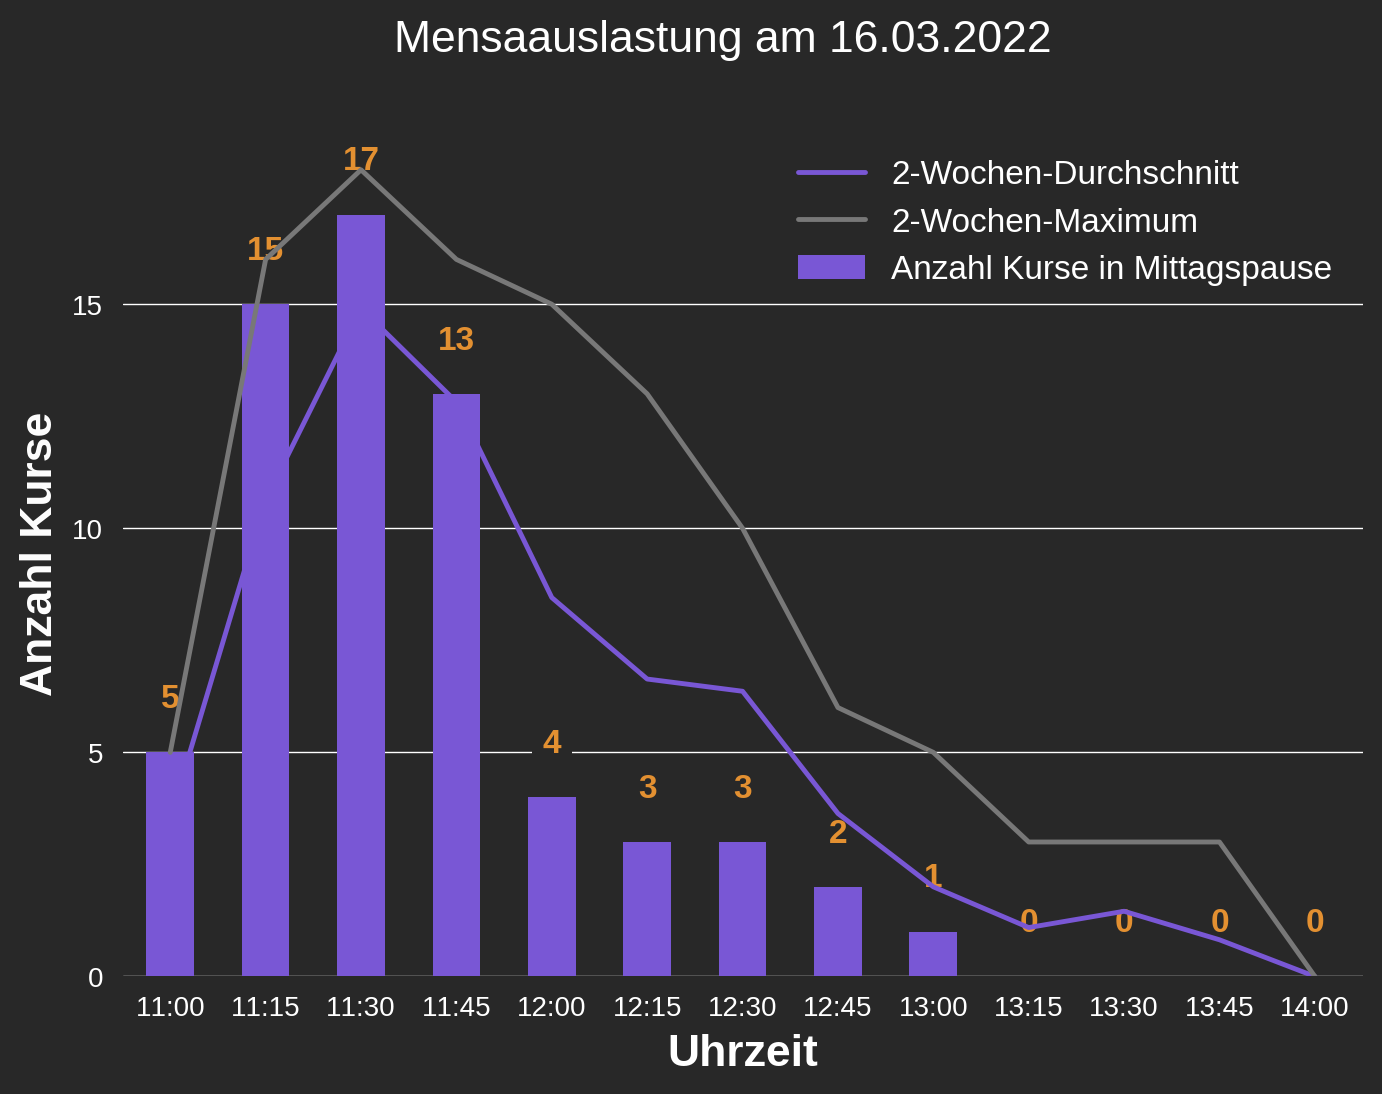 Mensaauslastung am 16.03.2022
2-Wochen-Durchschnitt
2-Wochen-Maximum
Anzahl Kurse in Mittagspause
Anzahl Kurse
15
10
5
0
5
15
17
13
4
3
3
2
1
0
0
0
0
11:00 11:15 11:30 11:45 12:00 12:15 12:30 12:45 13:00 13:15 13:30 13:45 14:00
Uhrzeit